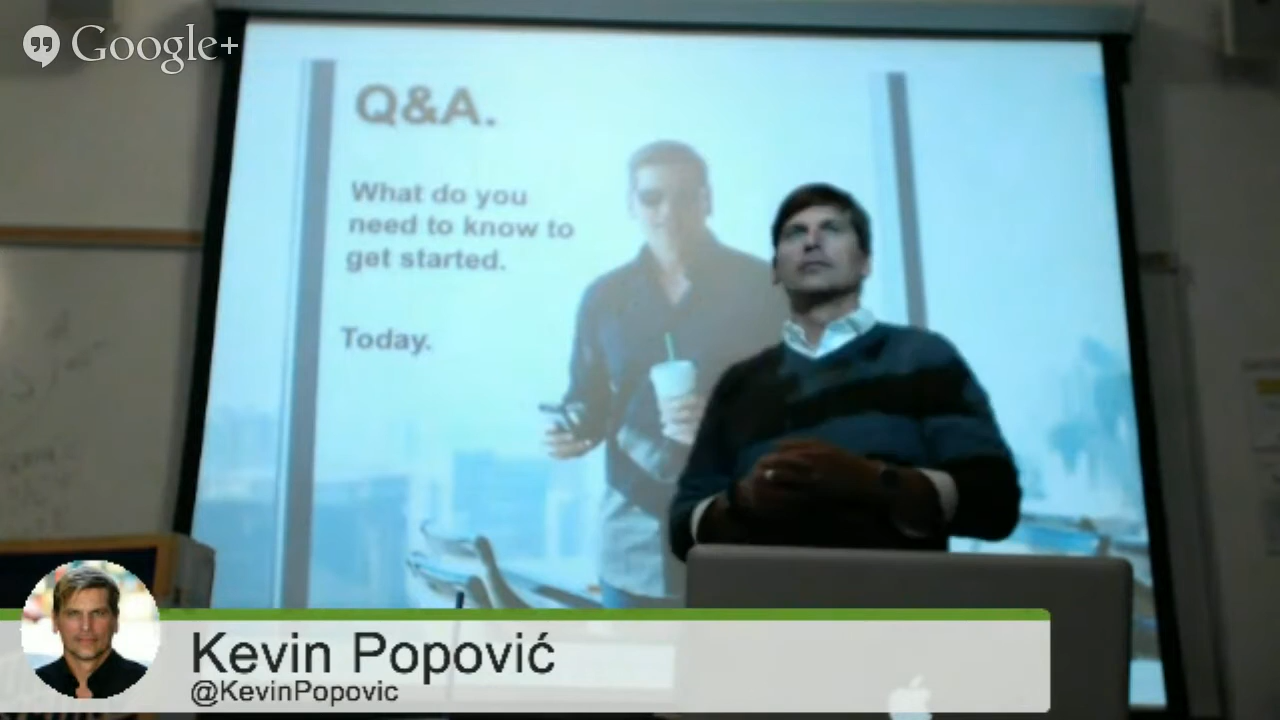 Google+
Q&A.
What do you
need to know to
get started.
Today.
Kevin Popović
@KevinPopovic